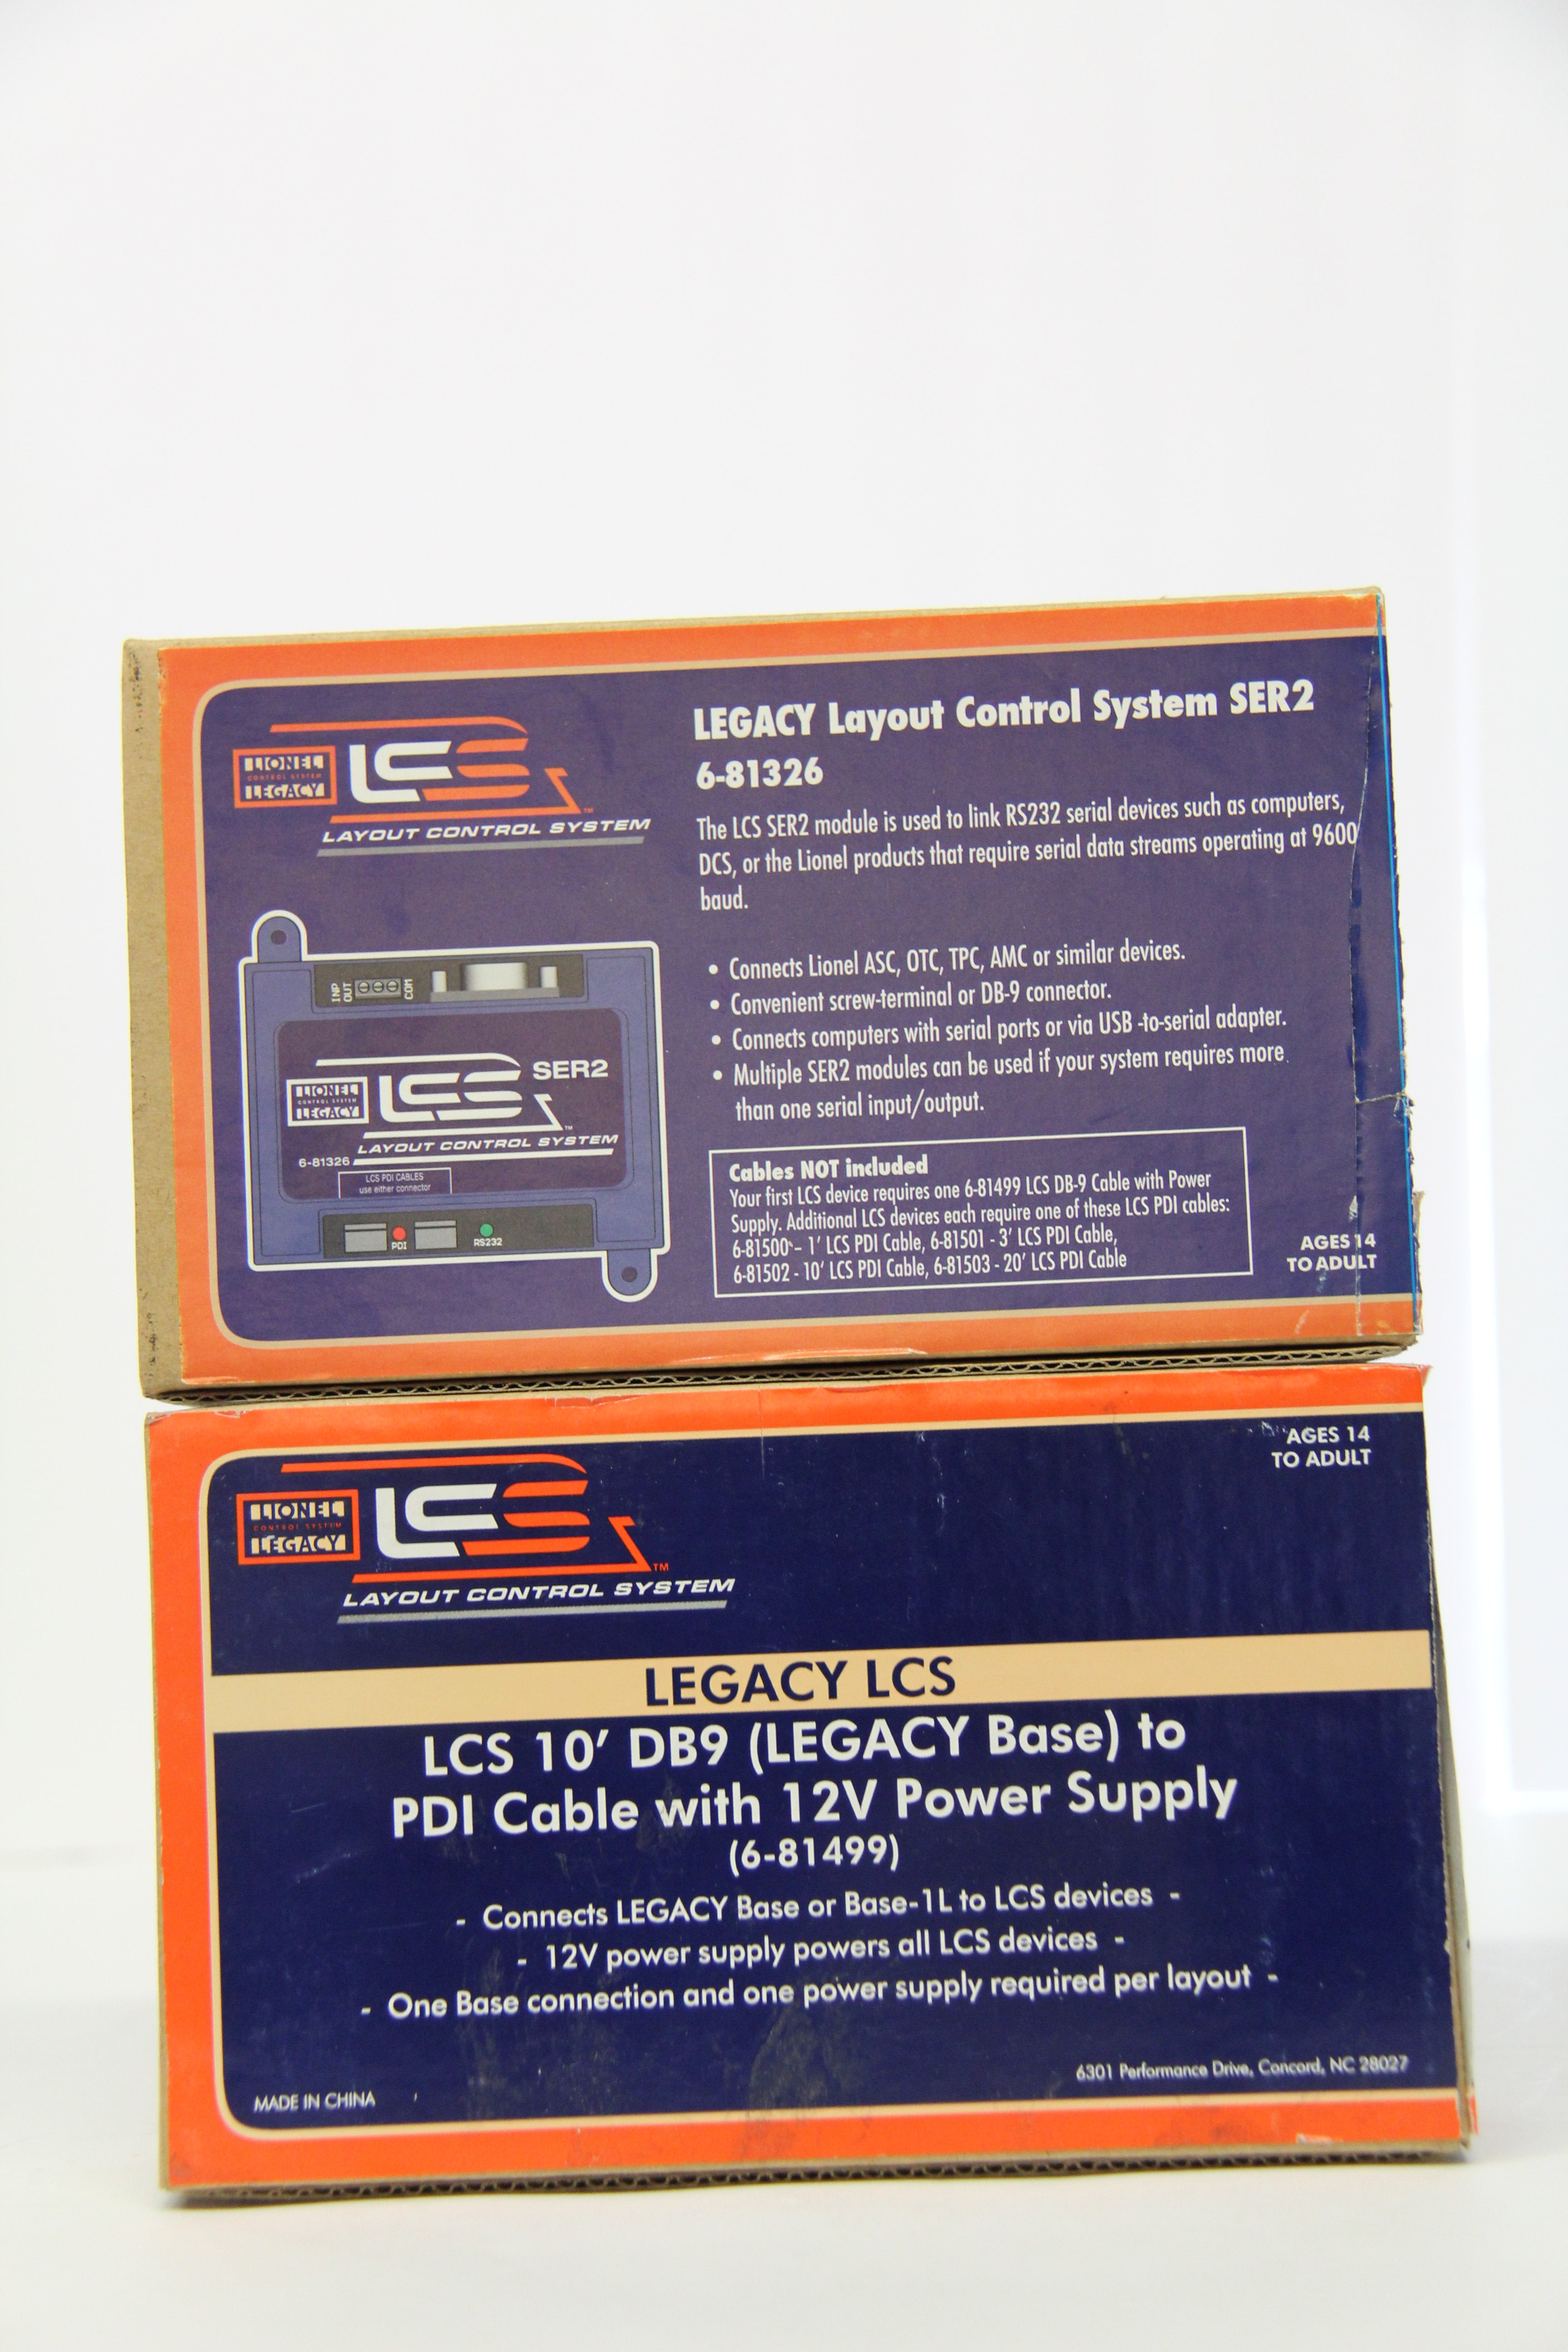 LIONEL
CONTROL SYSTEM
LEGACY
LCS
TM
LAYOUT CONTROL SYSTEM
LEGACY Layout Control System SER2
6-81326
The LCS SER2 module is used to link RS232 serial devices such as computers,
DCS, or the Lionel products that require serial data streams operating at 9600
baud.
• Connects Lionel ASC, OTC, TPC, AMC or similar devices.
• Convenient screw-terminal or DB-9 connector.
• Connects computers with serial ports or via USB -to-serial adapter.
• Multiple SER2 modules can be used if your system requires more
than one serial input/output.
INP
OUT
COM
LIONEL
CONTROL SYSTEM
LEGACY
LCS
SER2
TM
LAYOUT CONTROL SYSTEM
6-81326
LCS PDI CABLES
use either connector
PDI
RS232
Cables NOT included
Your first LCS device requires one 6-81499 LCS DB-9 Cable with Power
Supply. Additional LCS devices each require one of these LCS PDI cables:
6-81500 - 1' LCS PDI Cable, 6-81501 - 3' LCS PDI Cable,
6-81502 - 10' LCS PDI Cable, 6-81503 - 20' LCS PDI Cable
AGES 14
TO ADULT
LIONEL
CONTROL SYSTEM
LEGACY
LCS
TM
LAYOUT CONTROL SYSTEM
AGES 14
TO ADULT
LEGACY LCS
LCS 10' DB9 (LEGACY Base) to
PDI Cable with 12V Power Supply
(6-81499)
- Connects LEGACY Base or Base-1L to LCS devices -
- 12V power supply powers all LCS devices -
- One Base connection and one power supply required per layout -
6301 Performance Drive, Concord, NC 28027
MADE IN CHINA